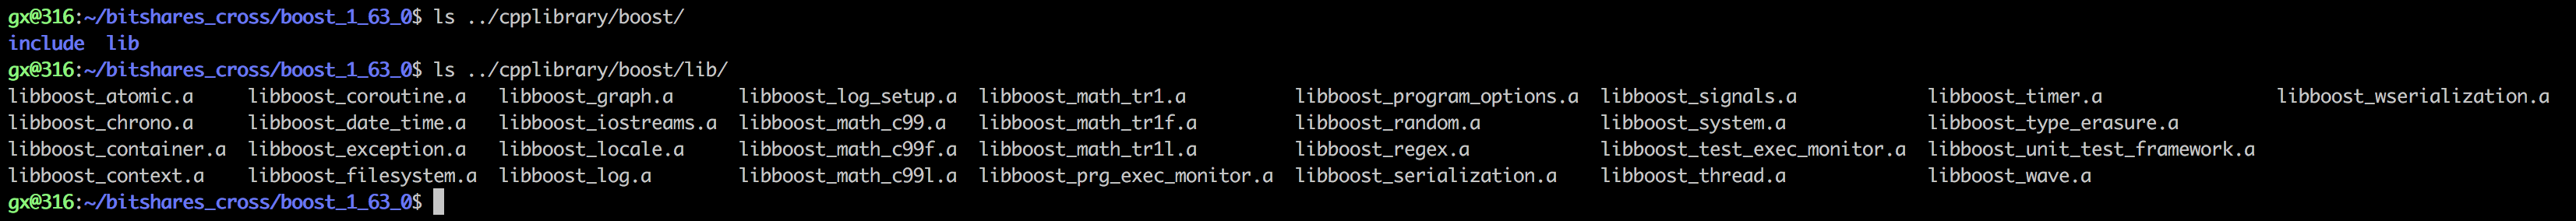 gx@316:~/bitshares_cross/boost_1_63_0$ ls ../cpplibrary/boost/
include  lib
gx@316:~/bitshares_cross/boost_1_63_0$ ls ../cpplibrary/boost/lib/
libboost_atomic.a     libboost_coroutine.a   libboost_graph.a      libboost_log_setup.a  libboost_math_tr1.a          libboost_program_options.a  libboost_signals.a            libboost_timer.a                libboost_wserialization.a
libboost_chrono.a     libboost_date_time.a   libboost_iostreams.a  libboost_math_c99.a   libboost_math_tr1f.a         libboost_random.a           libboost_system.a             libboost_type_erasure.a
libboost_container.a  libboost_exception.a   libboost_locale.a     libboost_math_c99f.a  libboost_math_tr1l.a         libboost_regex.a            libboost_test_exec_monitor.a  libboost_unit_test_framework.a
libboost_context.a    libboost_filesystem.a  libboost_log.a        libboost_math_c99l.a  libboost_prg_exec_monitor.a  libboost_serialization.a    libboost_thread.a             libboost_wave.a
gx@316:~/bitshares_cross/boost_1_63_0$